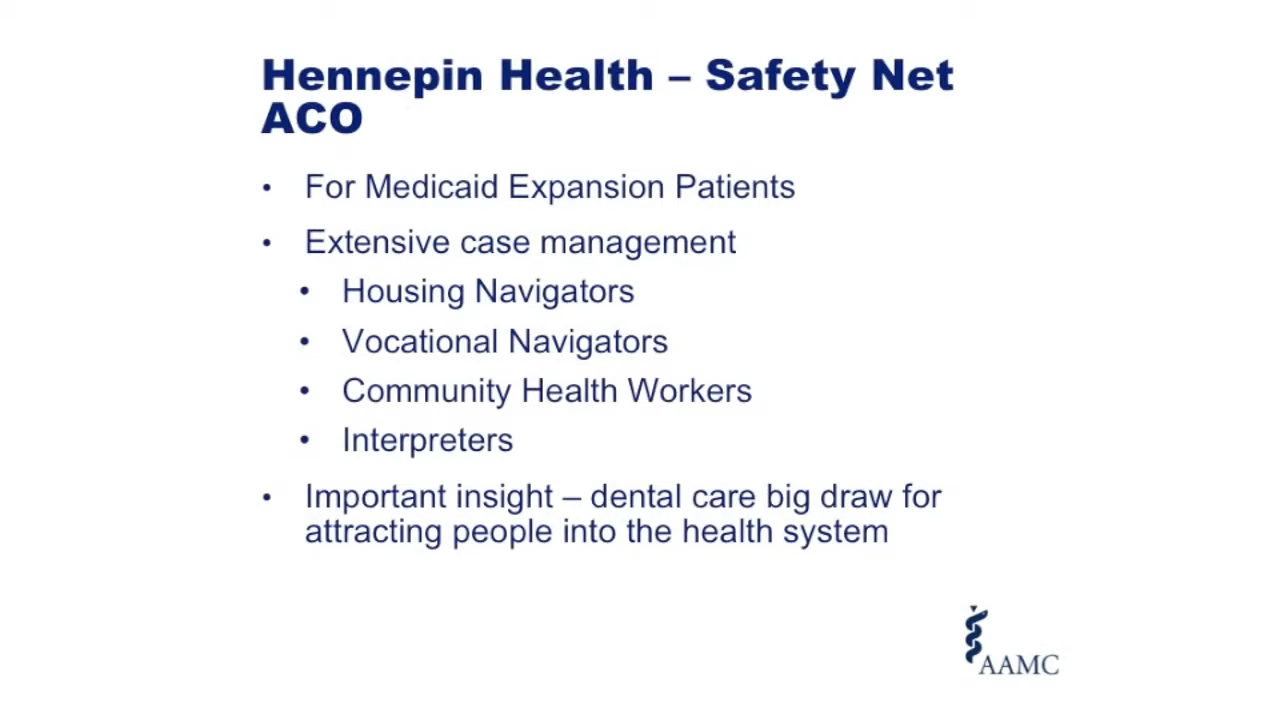 Hennepin Health – Safety Net
ACO
• For Medicaid Expansion Patients
• Extensive case management
• Housing Navigators
• Vocational Navigators
• Community Health Workers
• Interpreters
• Important insight – dental care big draw for
attracting people into the health system
AAMC